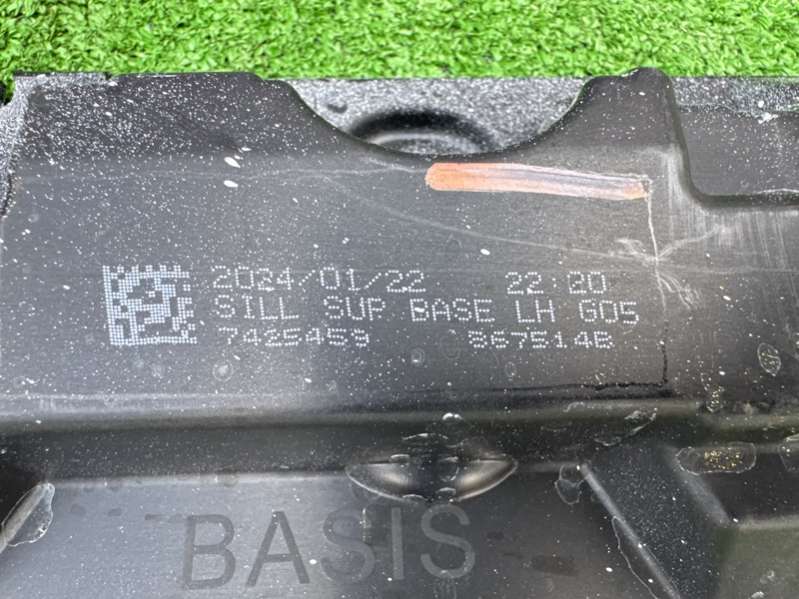 2024/01/22 22:20
SILL SUP BASE LH G05
7425459 8675148
BASIS